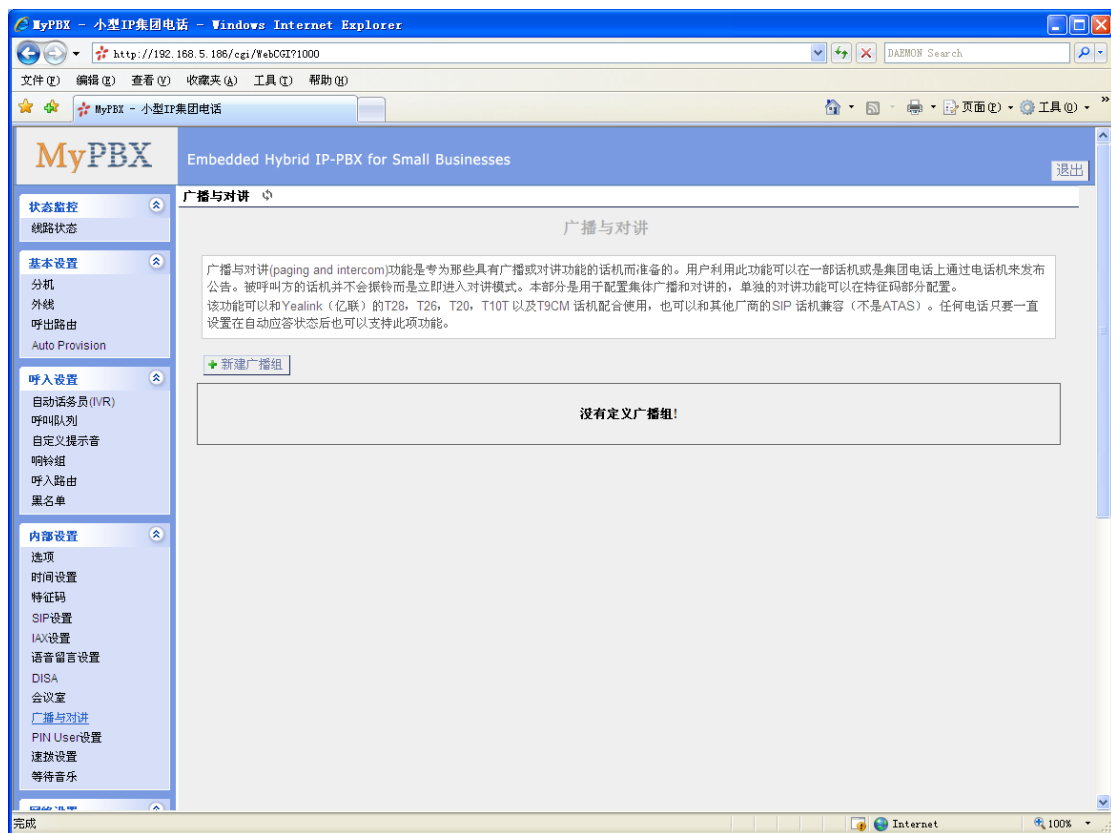 MyPBX - 小型IP集团电话 - Windows Internet Explorer
http://192.168.5.186/cgi/WebCGI?1000
DAEMON Search
文件(F) 编辑(E) 查看(V) 收藏夹(A) 工具(T) 帮助(H)
MyPBX - 小型IP集团电话
页面(P) 工具(O)
MyPBX
Embedded Hybrid IP-PBX for Small Businesses
退出
状态监控
线路状态
基本设置
分机
外线
呼出路由
Auto Provision
呼入设置
自动话务员(IVR)
呼叫队列
自定义提示音
响铃组
呼入路由
黑名单
内部设置
选项
时间设置
特征码
SIP设置
IAX设置
语音留言设置
DISA
会议室
广播与对讲
PIN User设置
速拨设置
等待音乐
网络设置
广播与对讲
广播与对讲
广播与对讲(paging and intercom)功能是专为那些具有广播或对讲功能的话机而准备的。用户利用此功能可以在一部话机或是集团电话上通过电话机来发布
公告。被呼叫方的话机并不会振铃而是立即进入对讲模式。本部分是用于配置集体广播和对讲的，单独的对讲功能可以在特征码部分配置。
该功能可以和Yealink（亿联）的T28，T26，T20，T10T 以及T9CM 话机配合使用，也可以和其他厂商的SIP 话机兼容（不是ATAS）。任何电话只要一直
设置在自动应答状态后也可以支持此项功能。
新建广播组
没有定义广播组!
完成
Internet
100%